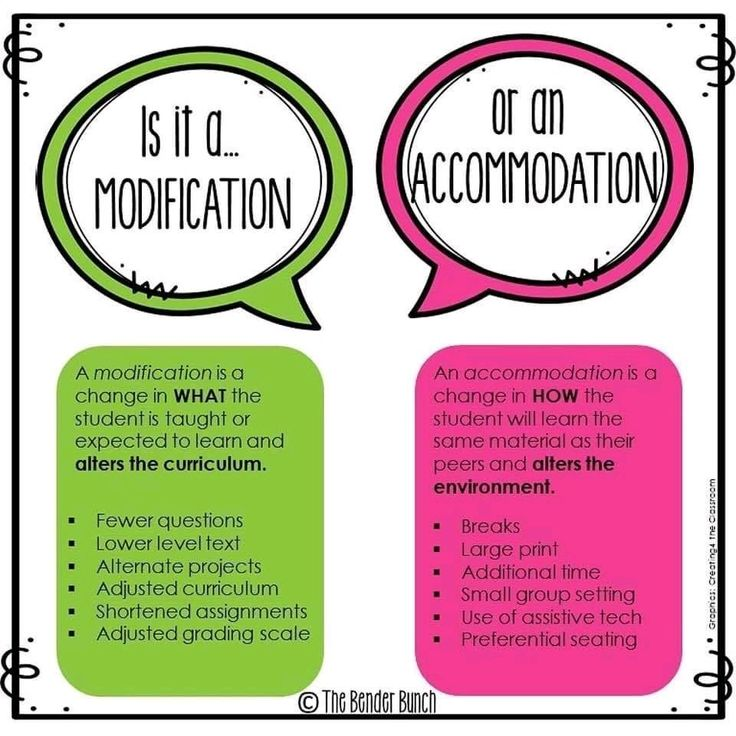 Is it a...
MODIFICATION
or an
ACCOMMODATION
A modification is a
change in WHAT the
student is taught or
expected to learn and
alters the curriculum.
▪ Fewer questions
▪ Lower level text
▪ Alternate projects
▪ Adjusted curriculum
▪ Shortened assignments
▪ Adjusted grading scale
An accommodation is a
change in HOW the
student will learn the
same material as their
peers and alters the
environment.
▪ Breaks
▪ Large print
▪ Additional time
▪ Small group setting
▪ Use of assistive tech
▪ Preferential seating
Graphics: Creating4 the Classroom
© The Bender Bunch